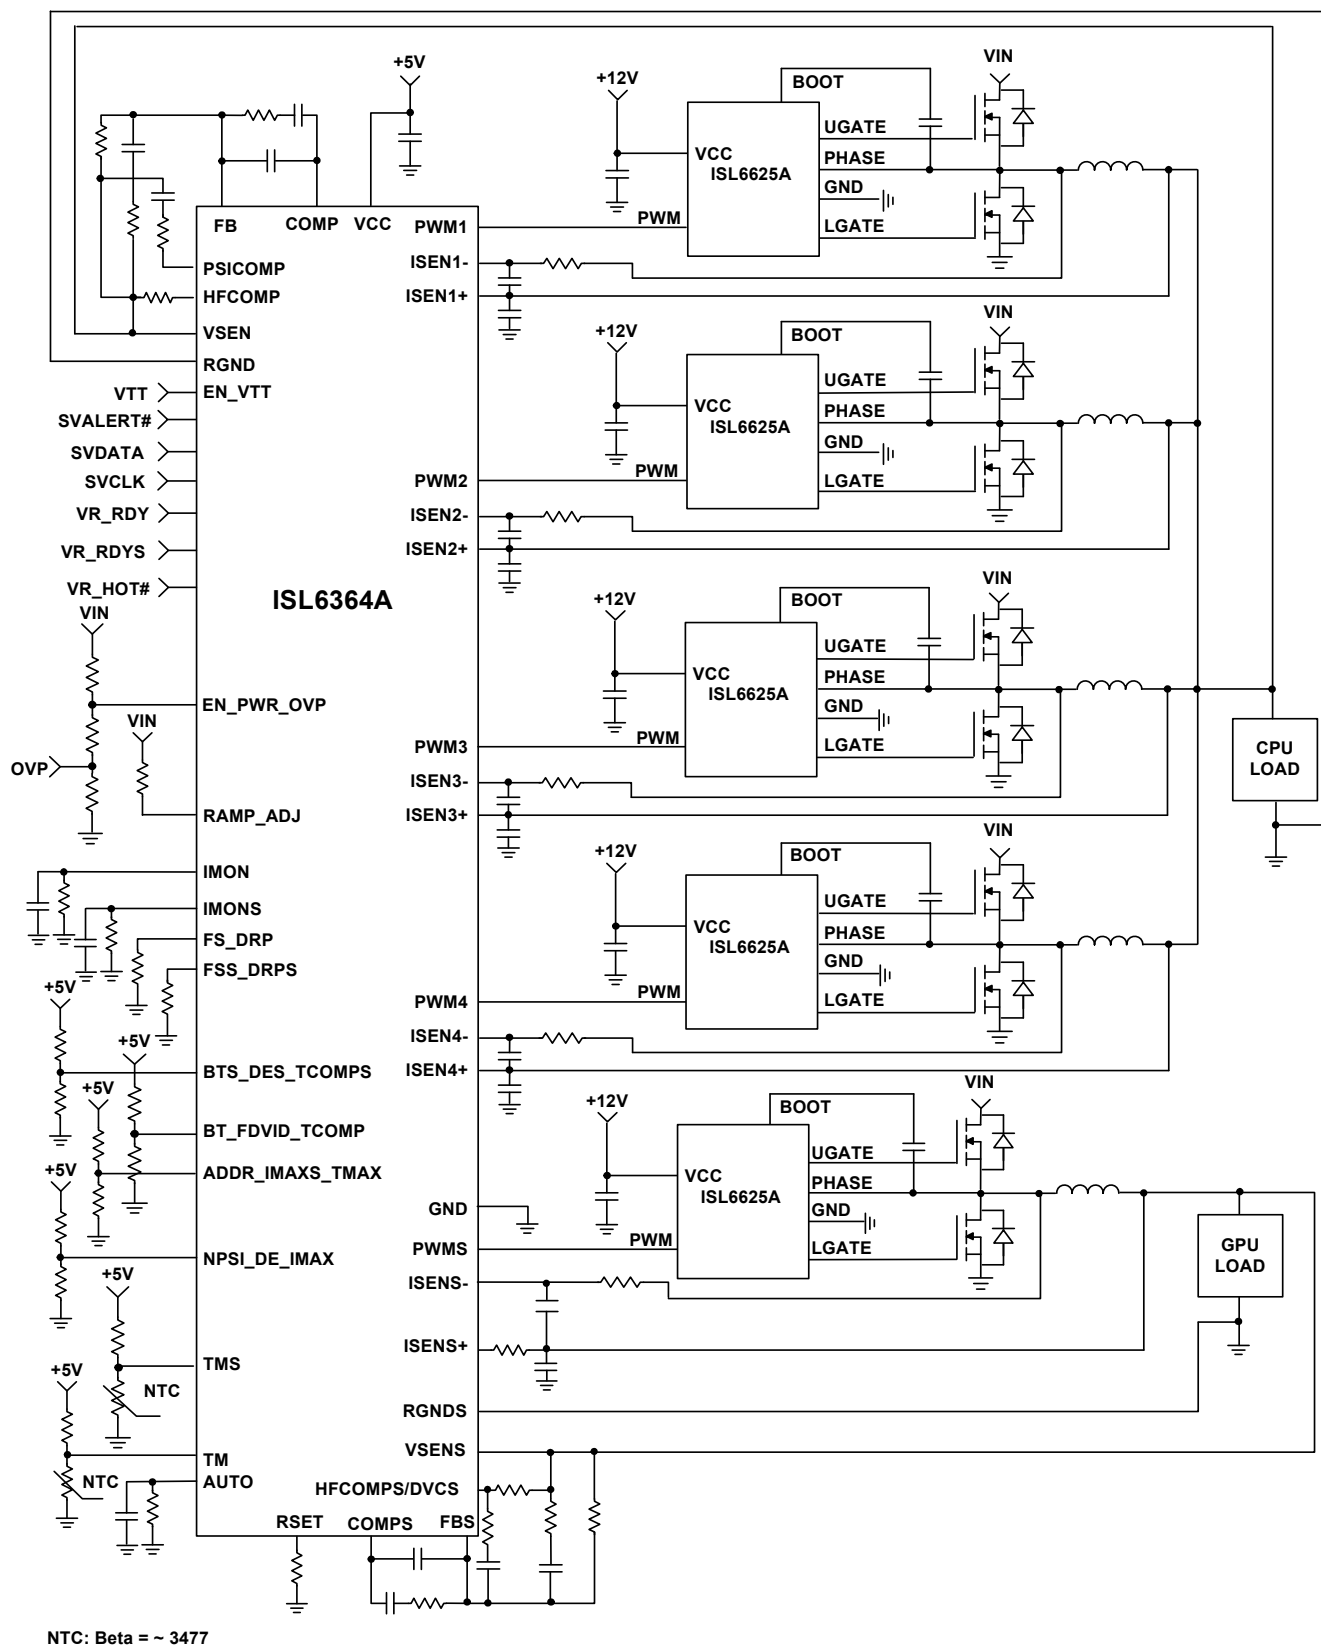 +5V
FB
COMP
VCC
PSICOMP
HFCOMP
VSEN
RGND
VTT
EN_VTT
SVALERT#
SVDATA
SVCLK
VR_RDY
VR_RDYS
VR_HOT#
VIN
EN_PWR_OVP
VIN
OVP
RAMP_ADJ
IMON
IMONS
FS_DRP
FSS_DRPS
+5V
+5V
BTS_DES_TCOMPS
+5V
BT_FDVID_TCOMP
ADDR_IMAXS_TMAX
+5V
NPSI_DE_IMAX
+5V
TMS
NTC
+5V
TM
NTC
AUTO
RSET
COMPS
FBS
HFCOMPS/DVCS
VSENS
RGNDS
ISL6364A
PWM1
ISEN1-
ISEN1+
PWM2
ISEN2-
ISEN2+
PWM3
ISEN3-
ISEN3+
PWM4
ISEN4-
ISEN4+
GND
PWMS
ISENS-
ISENS+
+12V
BOOT
VIN
VCC
ISL6625A
UGATE
PHASE
GND
LGATE
PWM
+12V
BOOT
VIN
VCC
ISL6625A
UGATE
PHASE
GND
LGATE
PWM
+12V
BOOT
VIN
VCC
ISL6625A
UGATE
PHASE
GND
LGATE
PWM
CPU
LOAD
+12V
BOOT
VIN
VCC
ISL6625A
UGATE
PHASE
GND
LGATE
PWM
+12V
BOOT
VIN
VCC
ISL6625A
UGATE
PHASE
GND
LGATE
PWM
GPU
LOAD
NTC: Beta = ~ 3477